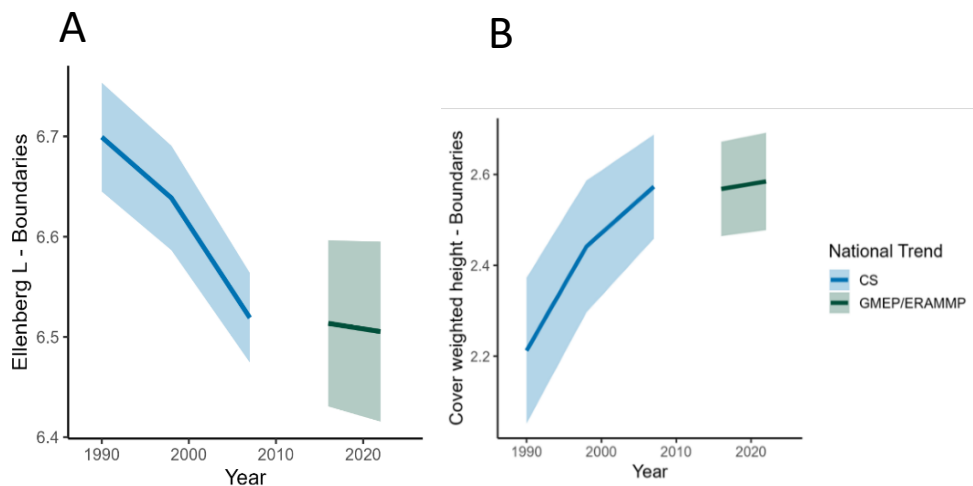 A
Ellenberg L - Boundaries
6.7
6.6
6.5
6.4
1990
2000
2010
2020
Year
B
Cover weighted height - Boundaries
2.6
2.4
2.2
1990
2000
2010
2020
Year
National Trend
CS
GMEP/ERAMMP